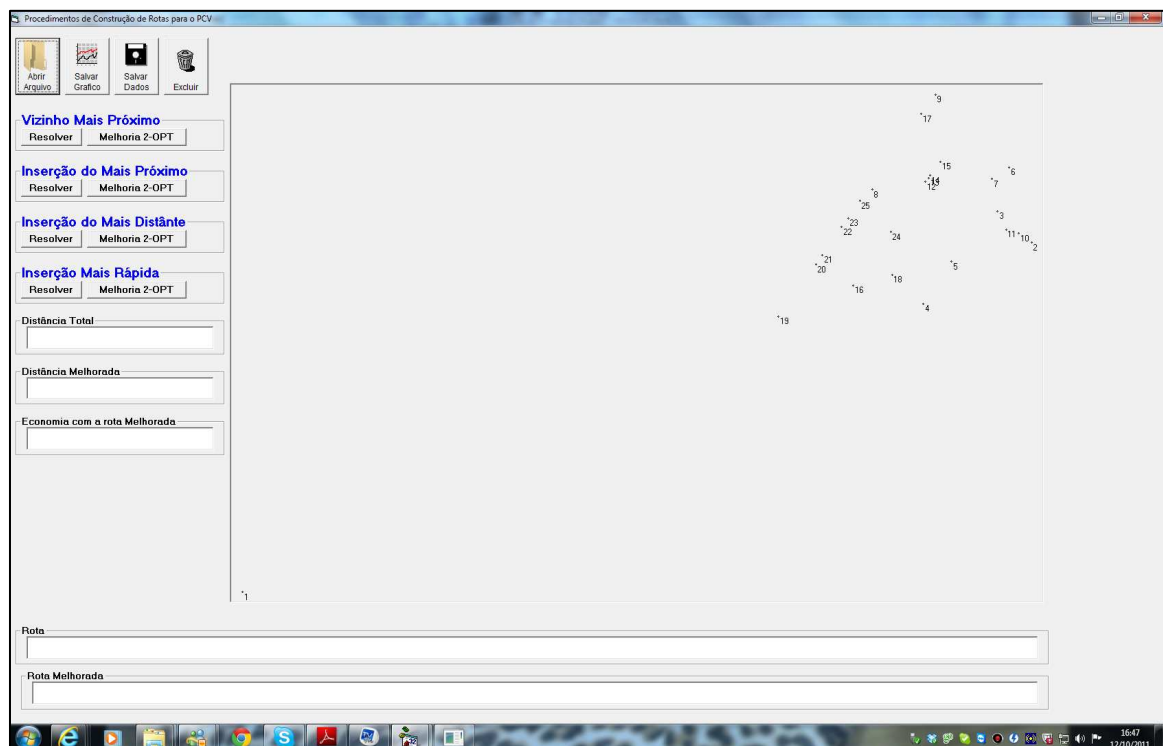 Procedimentos de Construção de Rotas para o PCV
Abrir Arquivo
Salvar Grafico
Salvar Dados
Excluir
Vizinho Mais Próximo
Resolver Melhoria 2-OPT
Inserção do Mais Próximo
Resolver Melhoria 2-OPT
Inserção do Mais Distânte
Resolver Melhoria 2-OPT
Inserção Mais Rápida
Resolver Melhoria 2-OPT
Distância Total
Distância Melhorada
Economia com a rota Melhorada
9
17
15
6
14
7
12
8
25
3
23
22
24
11 10
2
21
20
5
18
16
4
19
1
Rota
Rota Melhorada
16:47
12/10/2011